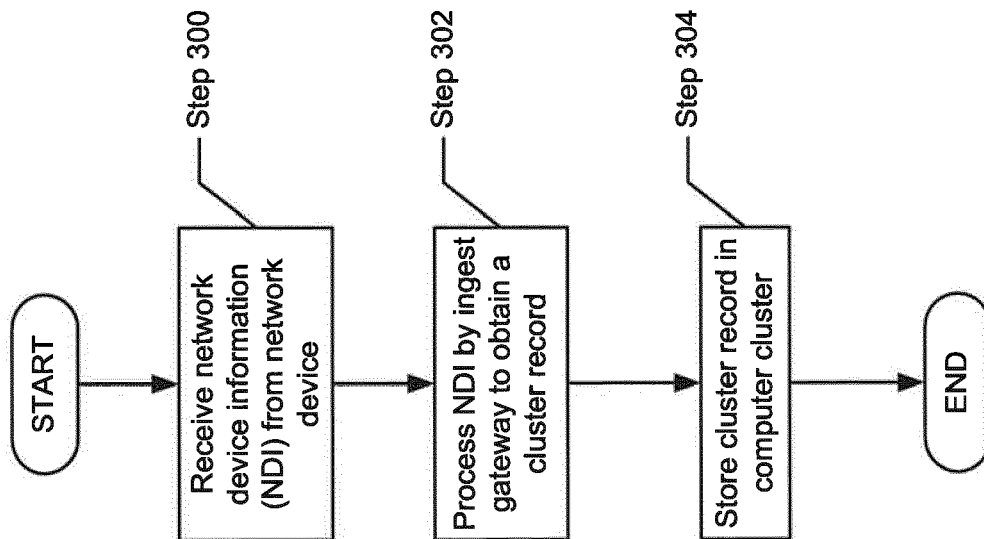 START
Receive network
device information
(NDI) from network
device
Step 300
Process NDI by ingest
gateway to obtain a
cluster record
Step 302
Store cluster record in
computer cluster
Step 304
END